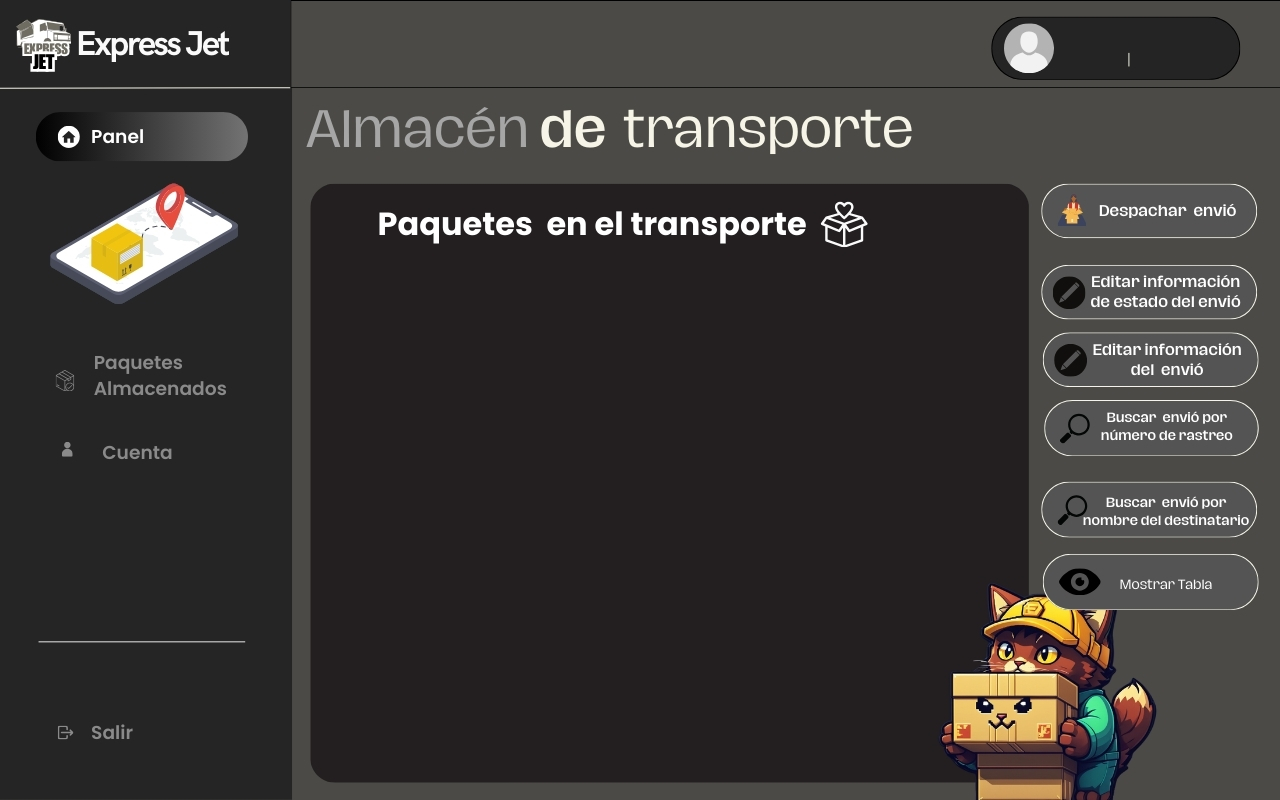 EXPRESS
JET
Express Jet
Panel
Paquetes
Almacenados
Cuenta
Salir
Almacén de transporte
Paquetes en el transporte
Despachar envió
Editar información
de estado del envió
Editar información
del envió
Buscar envió por
número de rastreo
Buscar envió por
nombre del destinatario
Mostrar Tabla